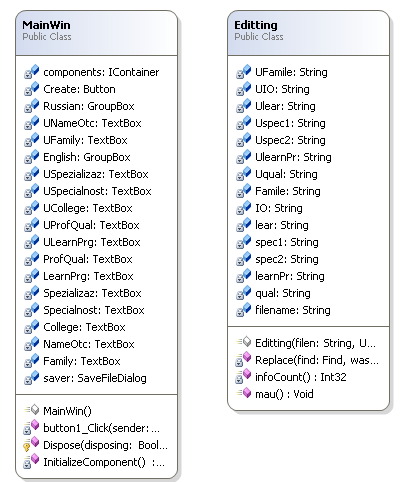 MainWin
Public Class
components: IContainer
Create: Button
Russian: GroupBox
UNameOtc: TextBox
UFamily: TextBox
English: GroupBox
USpezializaz: TextBox
USpecialnost: TextBox
UCollege: TextBox
UProfQual: TextBox
ULearnPrg: TextBox
ProfQual: TextBox
LearnPrg: TextBox
Spezializaz: TextBox
Specialnost: TextBox
College: TextBox
NameOtc: TextBox
Family: TextBox
saver: SaveFileDialog
MainWin()
button1_Click(sender: ...
Dispose(disposing: Bool...
InitializeComponent() : ...
Editting
Public Class
UFamile: String
UIO: String
Ulear: String
Uspec1: String
Uspec2: String
UlearnPr: String
Uqual: String
Famile: String
IO: String
lear: String
spec1: String
spec2: String
learnPr: String
qual: String
filename: String
Editting(filen: String, U...
Replace(find: Find, was...
infoCount() : Int32
mau() : Void